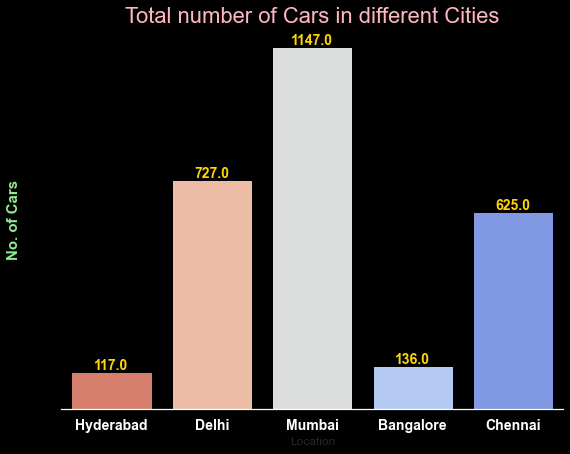 Total number of Cars in different Cities
1147.0
727.0
625.0
136.0
117.0
No. of Cars
Hyderabad Delhi Mumbai Bangalore Chennai
Location